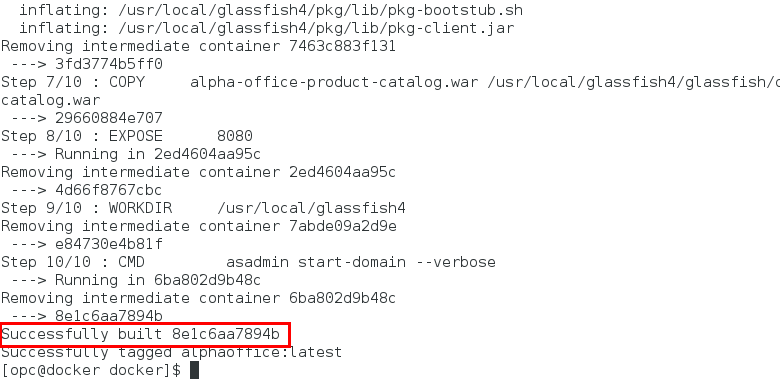 inflating: /usr/local/glassfish4/pkg/lib/pkg-bootstub.sh
inflating: /usr/local/glassfish4/pkg/lib/pkg-client.jar
Removing intermediate container 7463c883f131
---> 3fd3774b5ff0
Step 7/10 : COPY     alpha-office-product-catalog.war /usr/local/glassfish4/glassfish/
catalog.war
---> 29660884e707
Step 8/10 : EXPOSE      8080
---> Running in 2ed4604aa95c
Removing intermediate container 2ed4604aa95c
---> 4d66f8767cbc
Step 9/10 : WORKDIR     /usr/local/glassfish4
Removing intermediate container 7abde09a2d9e
---> e84730e4b81f
Step 10/10 : CMD         asadmin start-domain --verbose
---> Running in 6ba802d9b48c
Removing intermediate container 6ba802d9b48c
---> 8e1c6aa7894b
Successfully built 8e1c6aa7894b
Successfully tagged alphaoffice:latest
[opc@docker docker]$